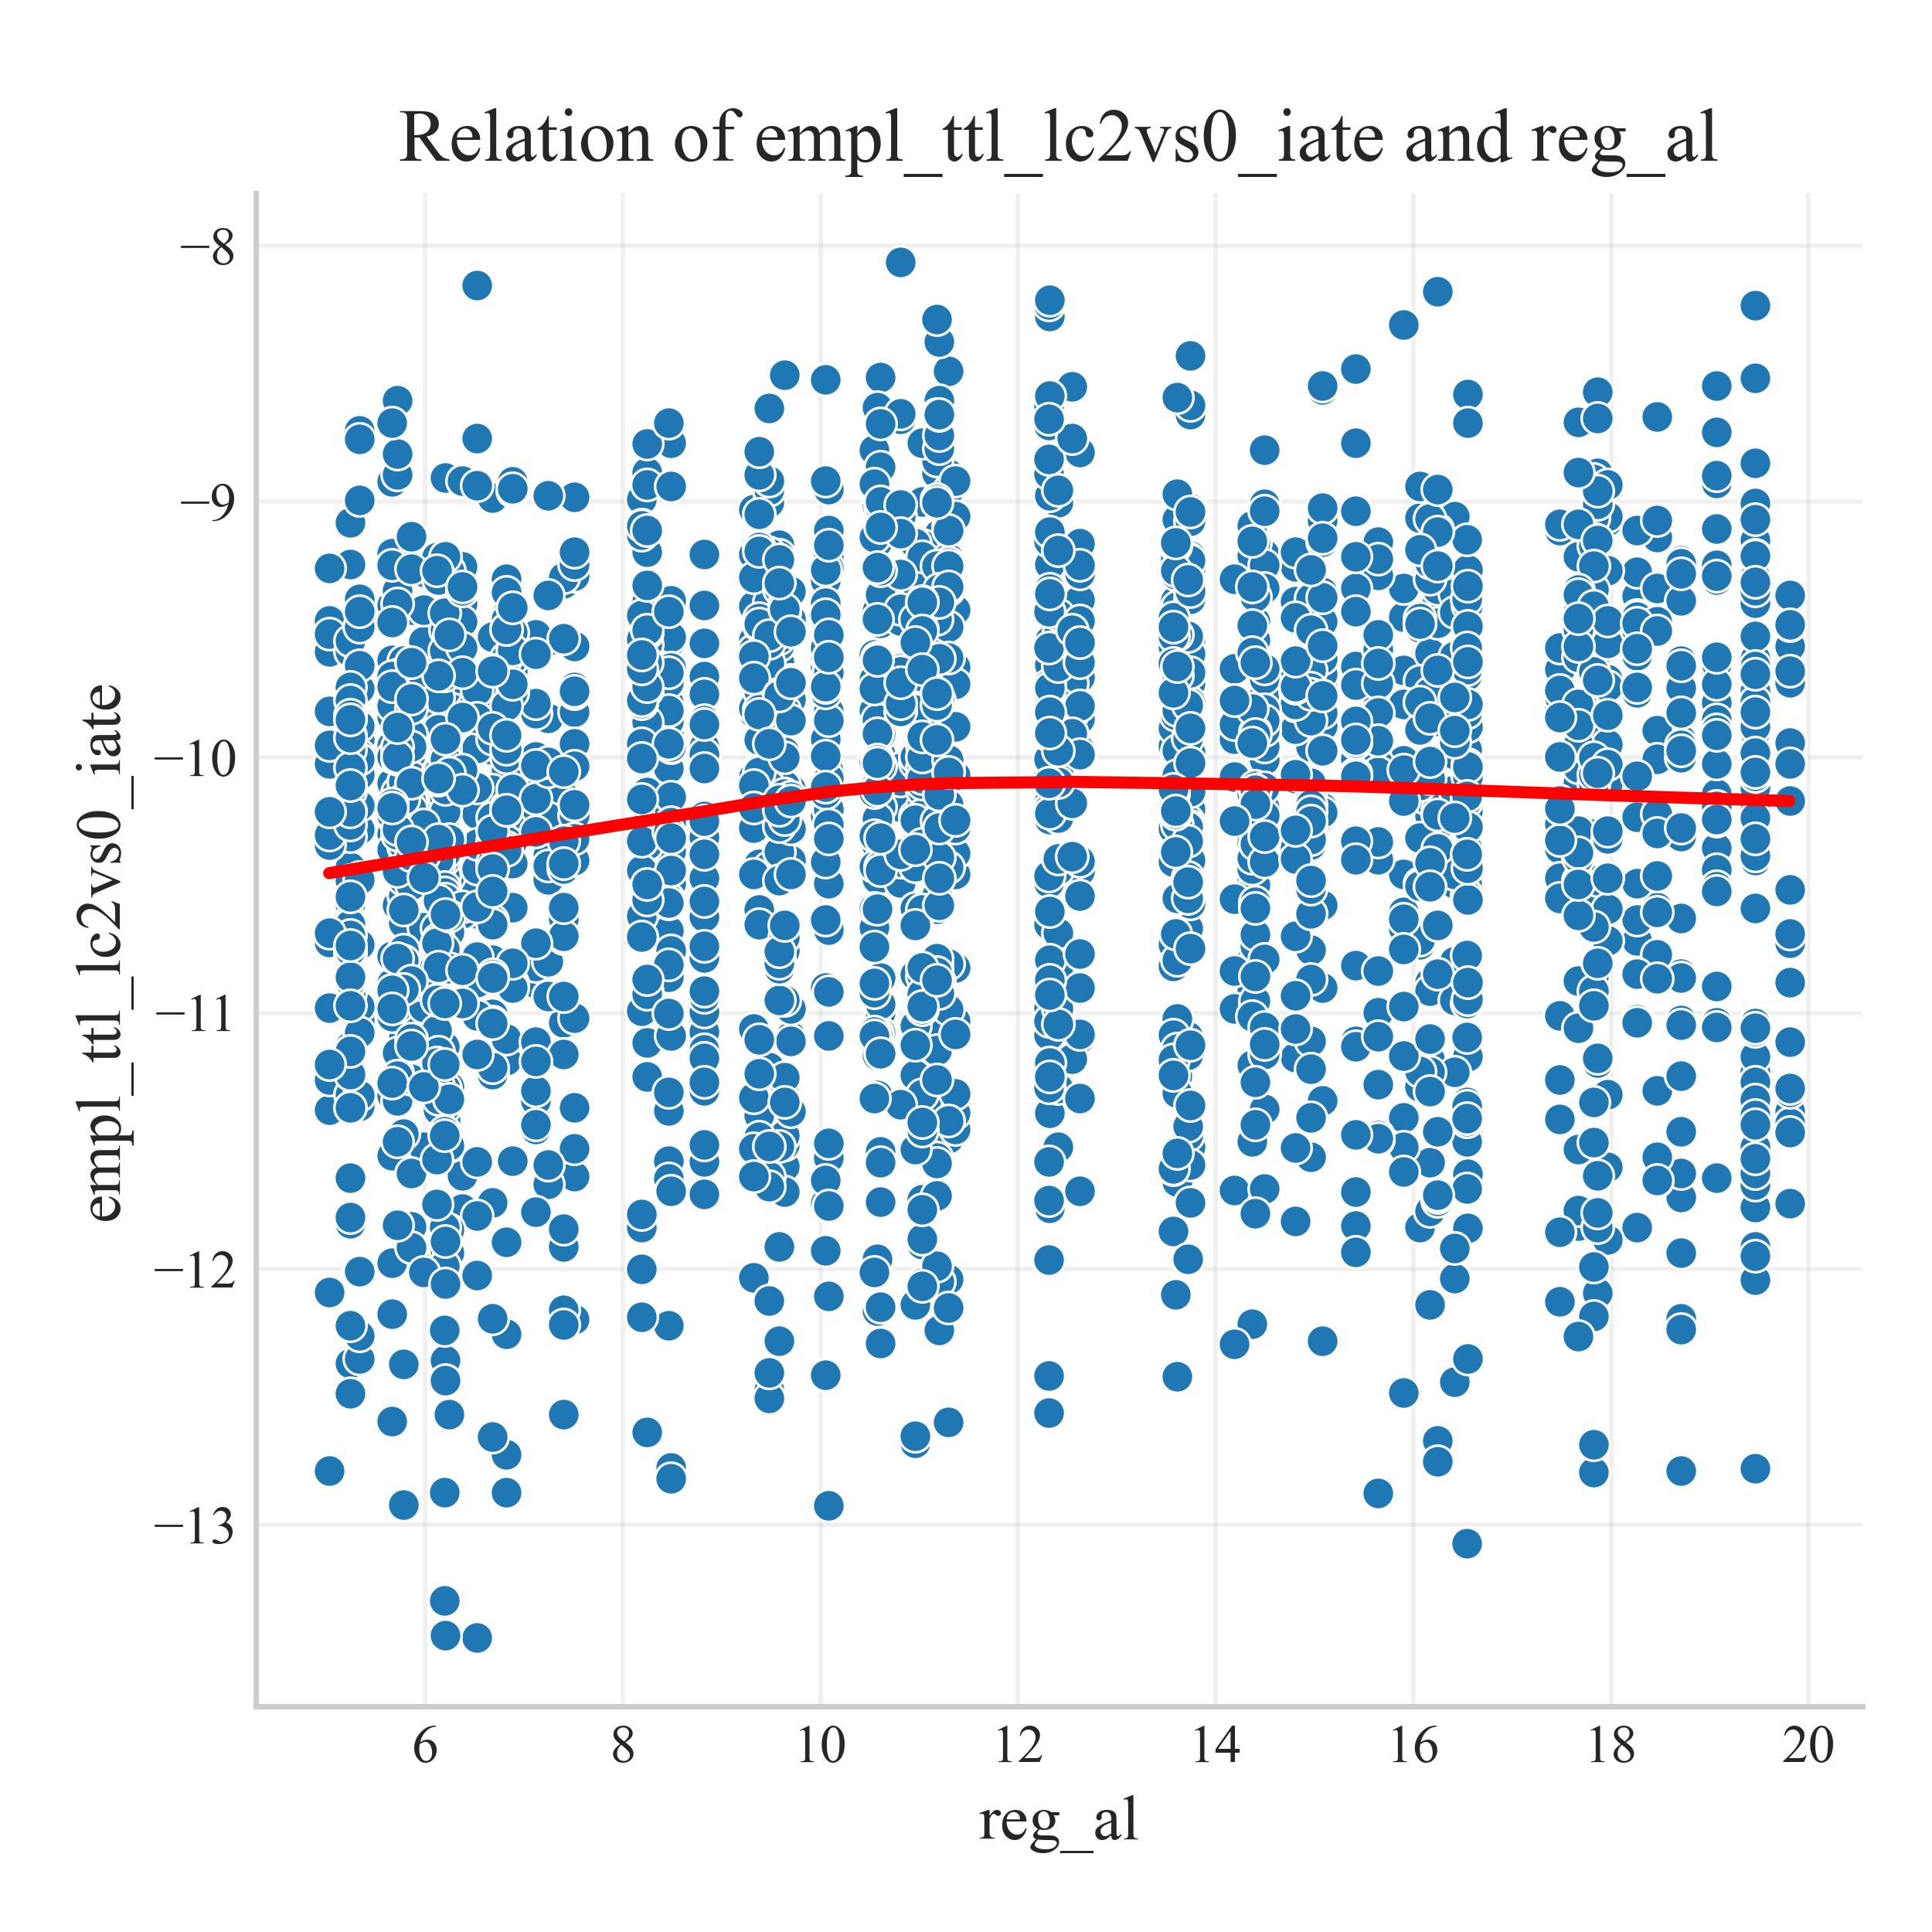 Relation of empl_ttl_lc2vs0_iate and reg_al
empl_ttl_lc2vs0_iate
−8
−9
−10
−11
−12
−13
6 8 10 12 14 16 18 20
reg_al